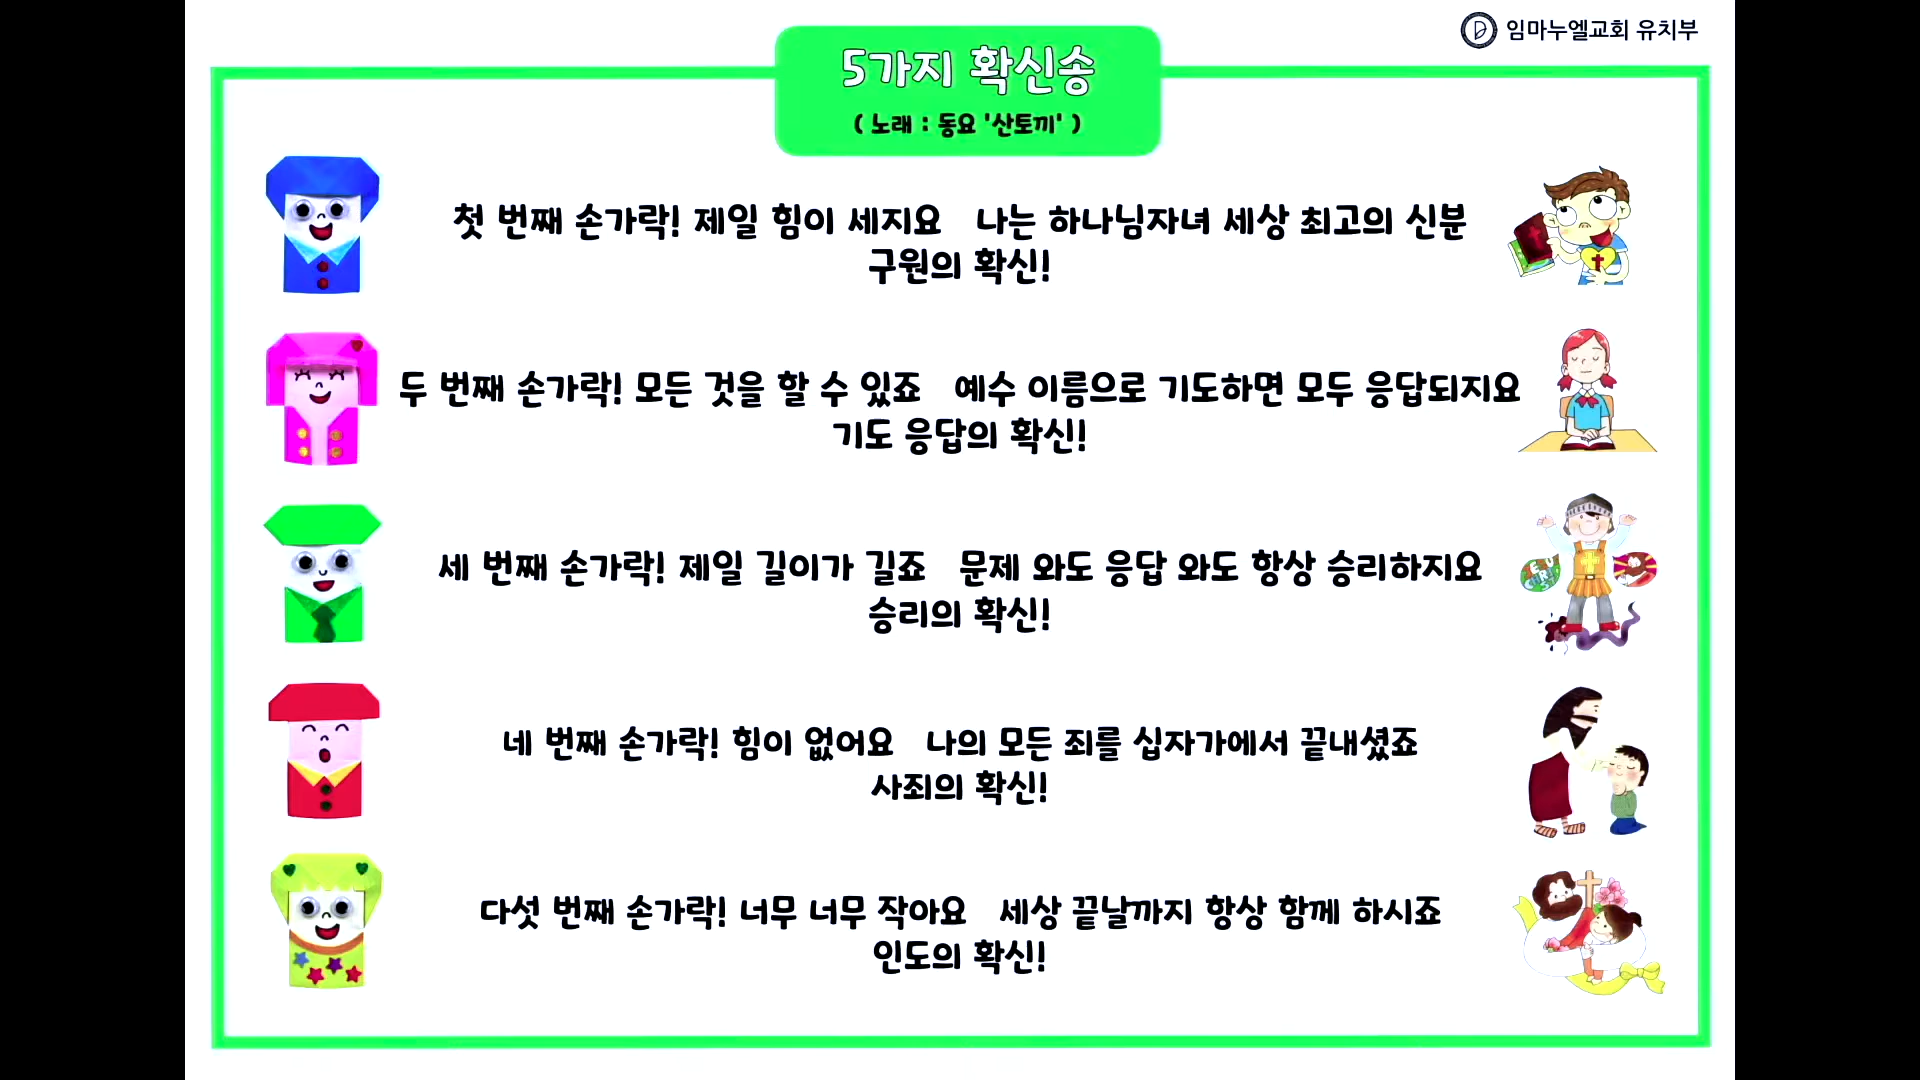 임마누엘교회 유치부
5가지 확신송
( 노래 : 동요 '산토끼' )
첫 번째 손가락! 제일 힘이 세지요 나는 하나님자녀 세상 최고의 신분
구원의 확신!
두 번째 손가락! 모든 것을 할 수 있죠 예수 이름으로 기도하면 모두 응답되지요
기도 응답의 확신!
세 번째 손가락! 제일 길이가 길죠 문제 와도 응답 와도 항상 승리하지요
승리의 확신!
네 번째 손가락! 힘이 없어요 나의 모든 죄를 십자가에서 끝내셨죠
사죄의 확신!
다섯 번째 손가락! 너무 너무 작아요 세상 끝날까지 항상 함께 하시죠
인도의 확신!